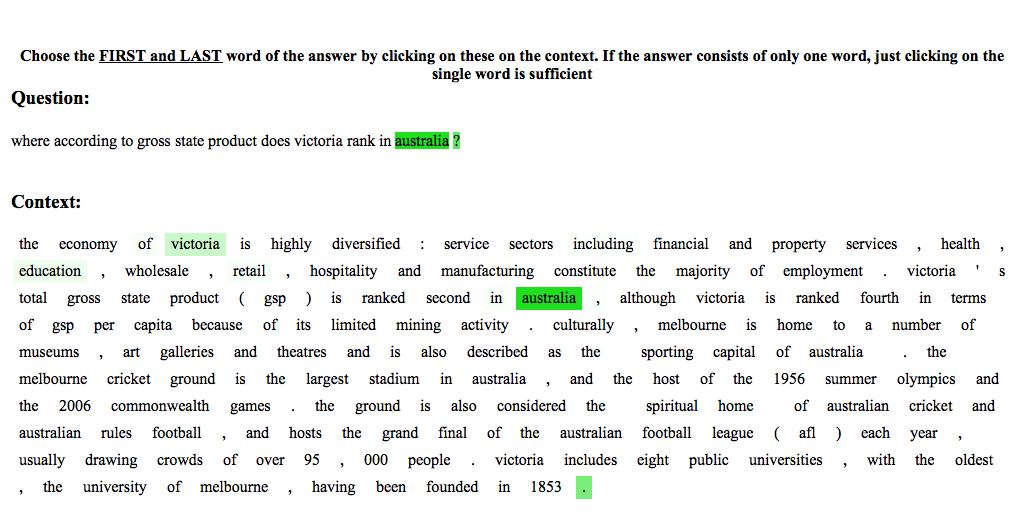 Choose the FIRST and LAST word of the answer by clicking on these on the context. If the answer consists of only one word, just clicking on the
single word is sufficient
Question:
where according to gross state product does victoria rank in australia ?
Context:
the economy of victoria is highly diversified : service sectors including financial and property services , health ,
education , wholesale , retail , hospitality and manufacturing constitute the majority of employment . victoria ' s
total gross state product ( gsp ) is ranked second in australia , although victoria is ranked fourth in terms
of gsp per capita because of its limited mining activity . culturally , melbourne is home to a number of
museums , art galleries and theatres and is also described as the sporting capital of australia . the
melbourne cricket ground is the largest stadium in australia , and the host of the 1956 summer olympics and
the 2006 commonwealth games . the ground is also considered the spiritual home of australian cricket and
australian rules football , and hosts the grand final of the australian football league ( afl ) each year ,
usually drawing crowds of over 95 , 000 people . victoria includes eight public universities , with the oldest
, the university of melbourne , having been founded in 1853 .